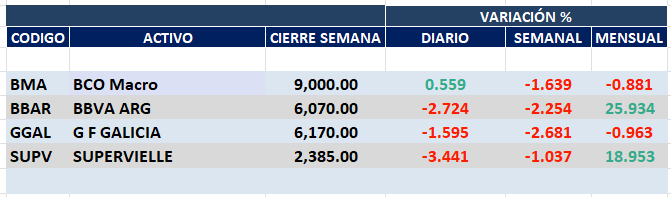 VARIACIÓN %
CODIGO ACTIVO CIERRE SEMANA DIARIO SEMANAL MENSUAL
BMA BCO Macro 9,000.00 0.559 -1.639 -0.881
BBAR BBVA ARG 6,070.00 -2.724 -2.254 25.934
GGAL G F GALICIA 6,170.00 -1.595 -2.681 -0.963
SUPV SUPERVIELLE 2,385.00 -3.441 -1.037 18.953